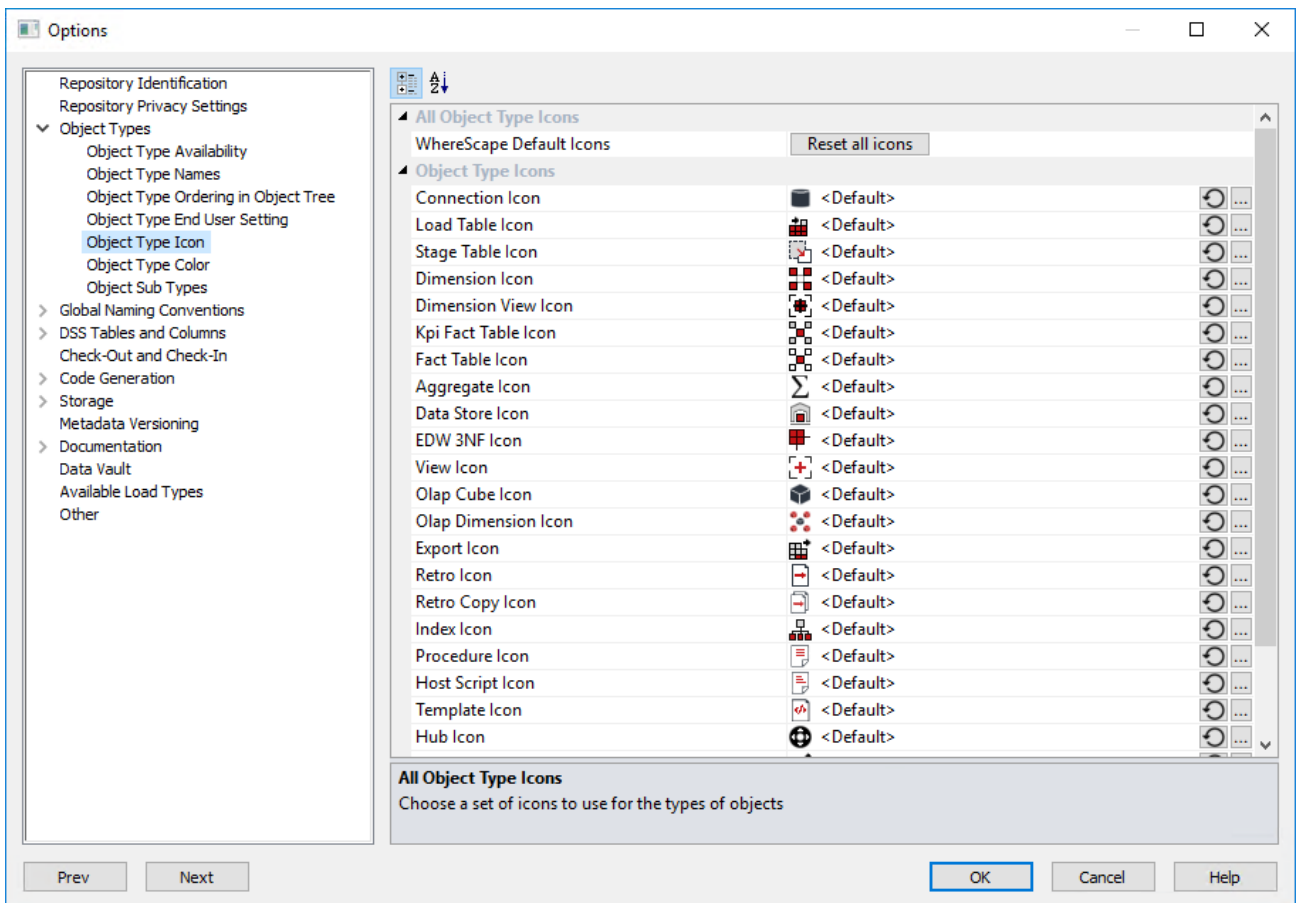 Options
Repository Identification
Repository Privacy Settings
Object Types
Object Type Availability
Object Type Names
Object Type Ordering in Object Tree
Object Type End User Setting
Object Type Icon
Object Type Color
Object Sub Types
Global Naming Conventions
DSS Tables and Columns
Check-Out and Check-In
Code Generation
Storage
Metadata Versioning
Documentation
Data Vault
Available Load Types
Other
All Object Type Icons
WhereScape Default Icons Reset all icons
Object Type Icons
Connection Icon <Default> ...
Load Table Icon <Default> ...
Stage Table Icon <Default> ...
Dimension Icon <Default> ...
Dimension View Icon <Default> ...
Kpi Fact Table Icon <Default> ...
Fact Table Icon <Default> ...
Aggregate Icon <Default> ...
Data Store Icon <Default> ...
EDW 3NF Icon <Default> ...
View Icon <Default> ...
Olap Cube Icon <Default> ...
Olap Dimension Icon <Default> ...
Export Icon <Default> ...
Retro Icon <Default> ...
Retro Copy Icon <Default> ...
Index Icon <Default> ...
Procedure Icon <Default> ...
Host Script Icon <Default> ...
Template Icon <Default> ...
Hub Icon <Default> ...
All Object Type Icons
Choose a set of icons to use for the types of objects
Prev Next OK Cancel Help